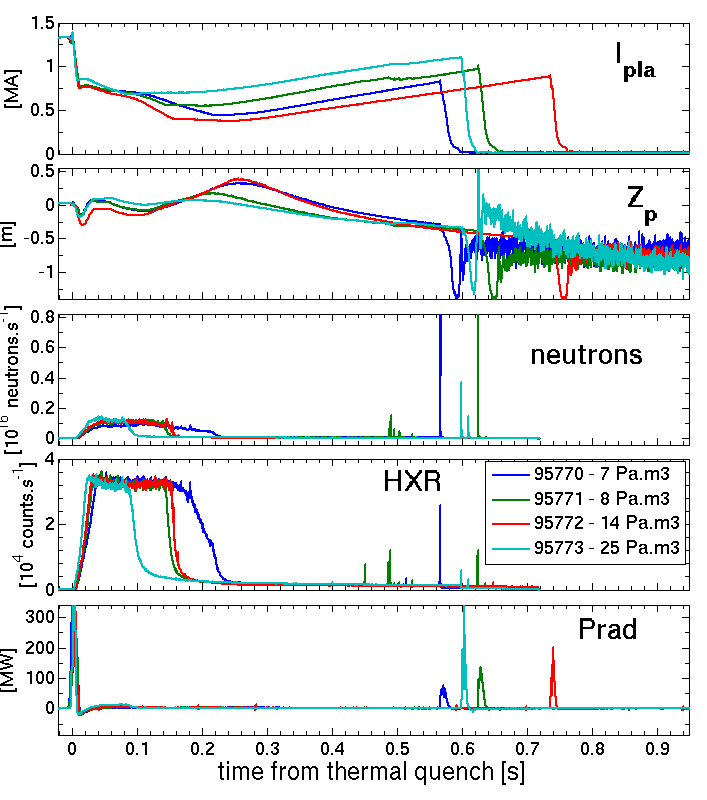 1.5
1
0.5
0
[MA]
I_pla
0.5
0
-0.5
-1
[m]
Z_p
0.8
0.6
0.4
0.2
0
[10^16 neutrons.s^-1]
neutrons
4
2
0
[10^4 counts.s^-1]
HXR
95770 - 7 Pa.m3
95771 - 8 Pa.m3
95772 - 14 Pa.m3
95773 - 25 Pa.m3
300
200
100
0
[MW]
Prad
0 0.1 0.2 0.3 0.4 0.5 0.6 0.7 0.8 0.9
time from thermal quench [s]